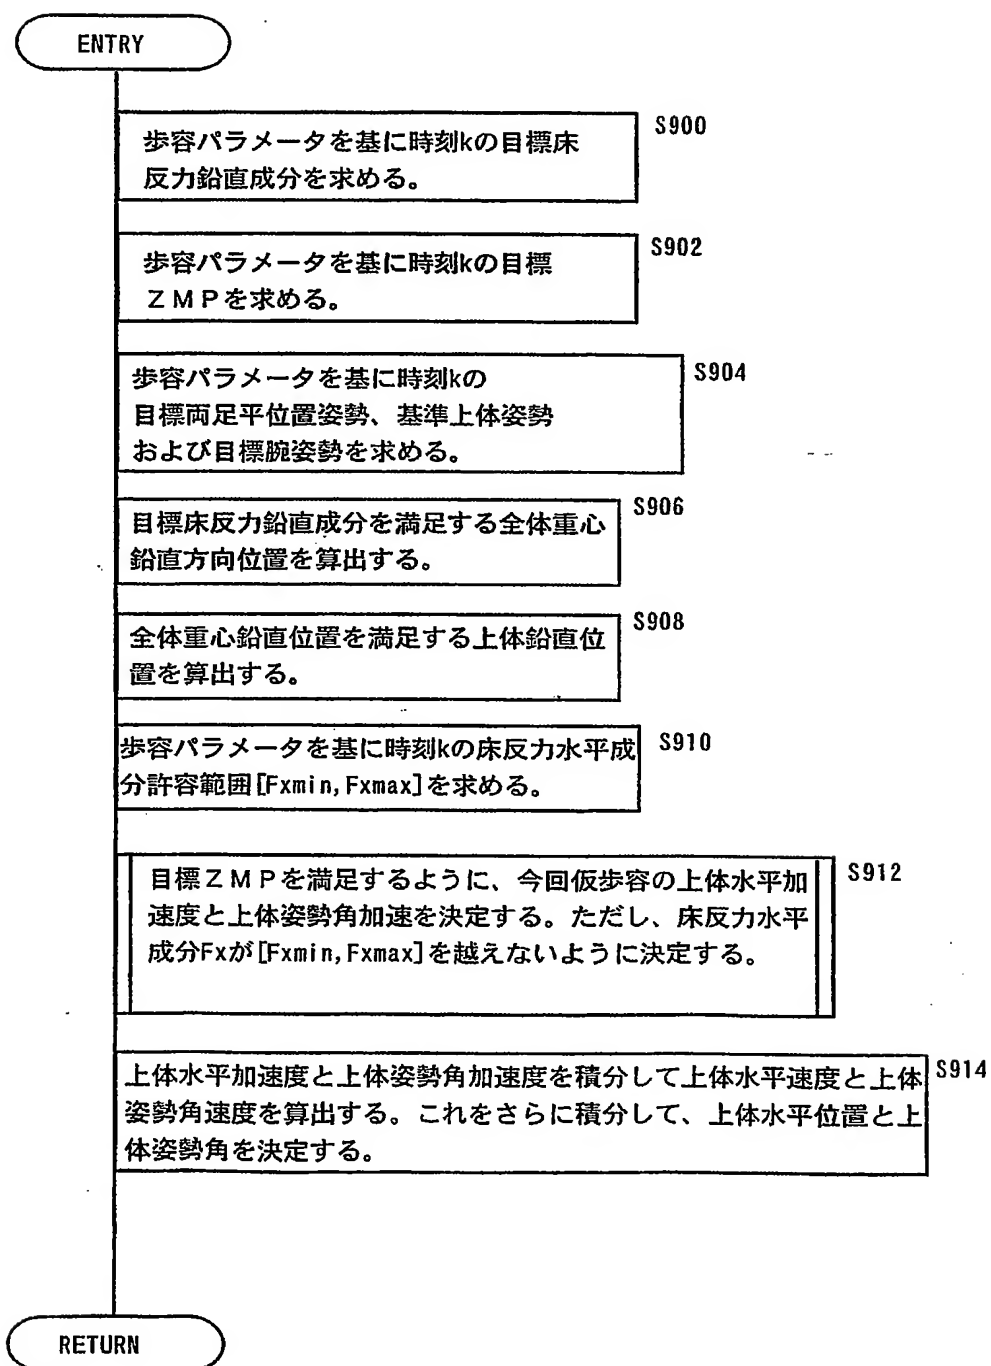 ENTRY
S900
歩容パラメータを基に時刻kの目標床
反力鉛直成分を求める。
S902
歩容パラメータを基に時刻kの目標
ＺＭＰを求める。
S904
歩容パラメータを基に時刻kの
目標両足平位置姿勢、基準上体姿勢
および目標腕姿勢を求める。
S906
目標床反力鉛直成分を満足する全体重心
鉛直方向位置を算出する。
S908
全体重心鉛直位置を満足する上体鉛直位
置を算出する。
S910
歩容パラメータを基に時刻kの床反力水平成
分許容範囲[Fxmin,Fxmax]を求める。
S912
目標ＺＭＰを満足するように、今回仮歩容の上体水平加
速度と上体姿勢角加速を決定する。ただし、床反力水平
成分Fxが[Fxmin,Fxmax]を越えないように決定する。
S914
上体水平加速度と上体姿勢角加速度を積分して上体水平速度と上体
姿勢角速度を算出する。これをさらに積分して、上体水平位置と上
体姿勢角を決定する。
RETURN